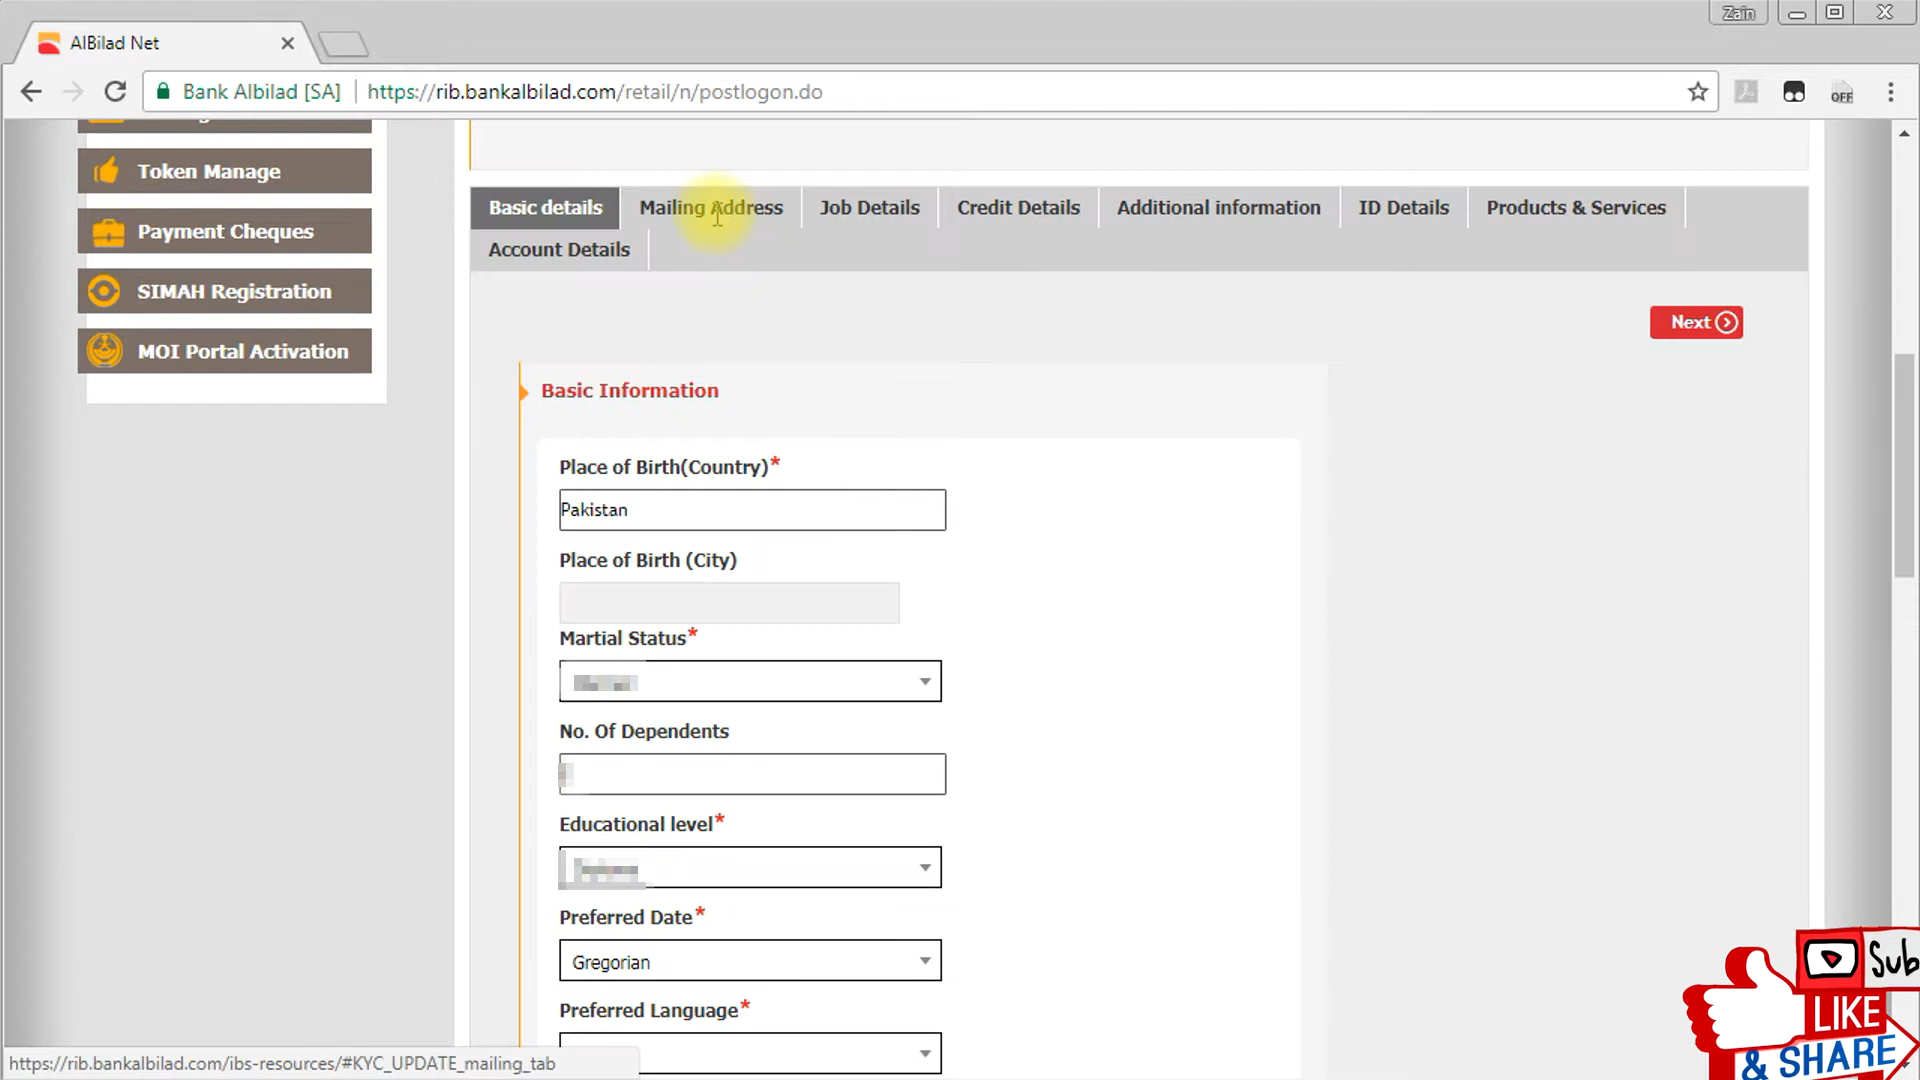 Zain
AlBilad Net
Bank Albilad [SA] https://rib.bankalbilad.com/retail/n/postlogon.do
OFF
Token Manage
Payment Cheques
SIMAH Registration
MOI Portal Activation
Basic details Mailing Address Job Details Credit Details Additional information ID Details Products & Services
Account Details
Next
Basic Information
Place of Birth(Country)*
Pakistan
Place of Birth (City)
Martial Status*
No. Of Dependents
Educational level*
Preferred Date*
Gregorian
Preferred Language*
https://rib.bankalbilad.com/ibs-resources/#KYC_UPDATE_mailing_tab
Sub
LIKE
& SHARE